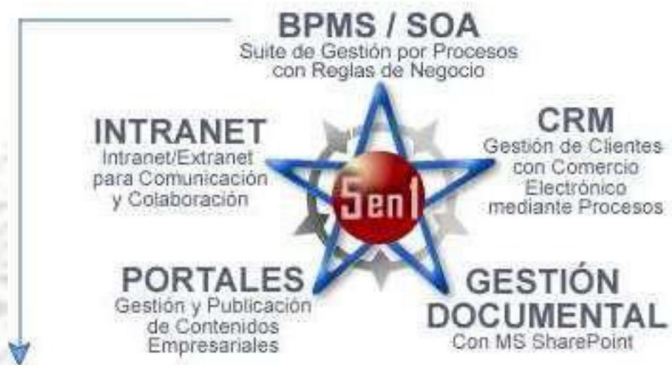 BPMS / SOA
Suite de Gestión por Procesos
con Reglas de Negocio
INTRANET
Intranet/Extranet
para Comunicación
y Colaboración
CRM
Gestión de Clientes
con Comercio
Electrónico
mediante Procesos
5en1
PORTALES
Gestión y Publicación
de Contenidos
Empresariales
GESTIÓN
DOCUMENTAL
Con MS SharePoint